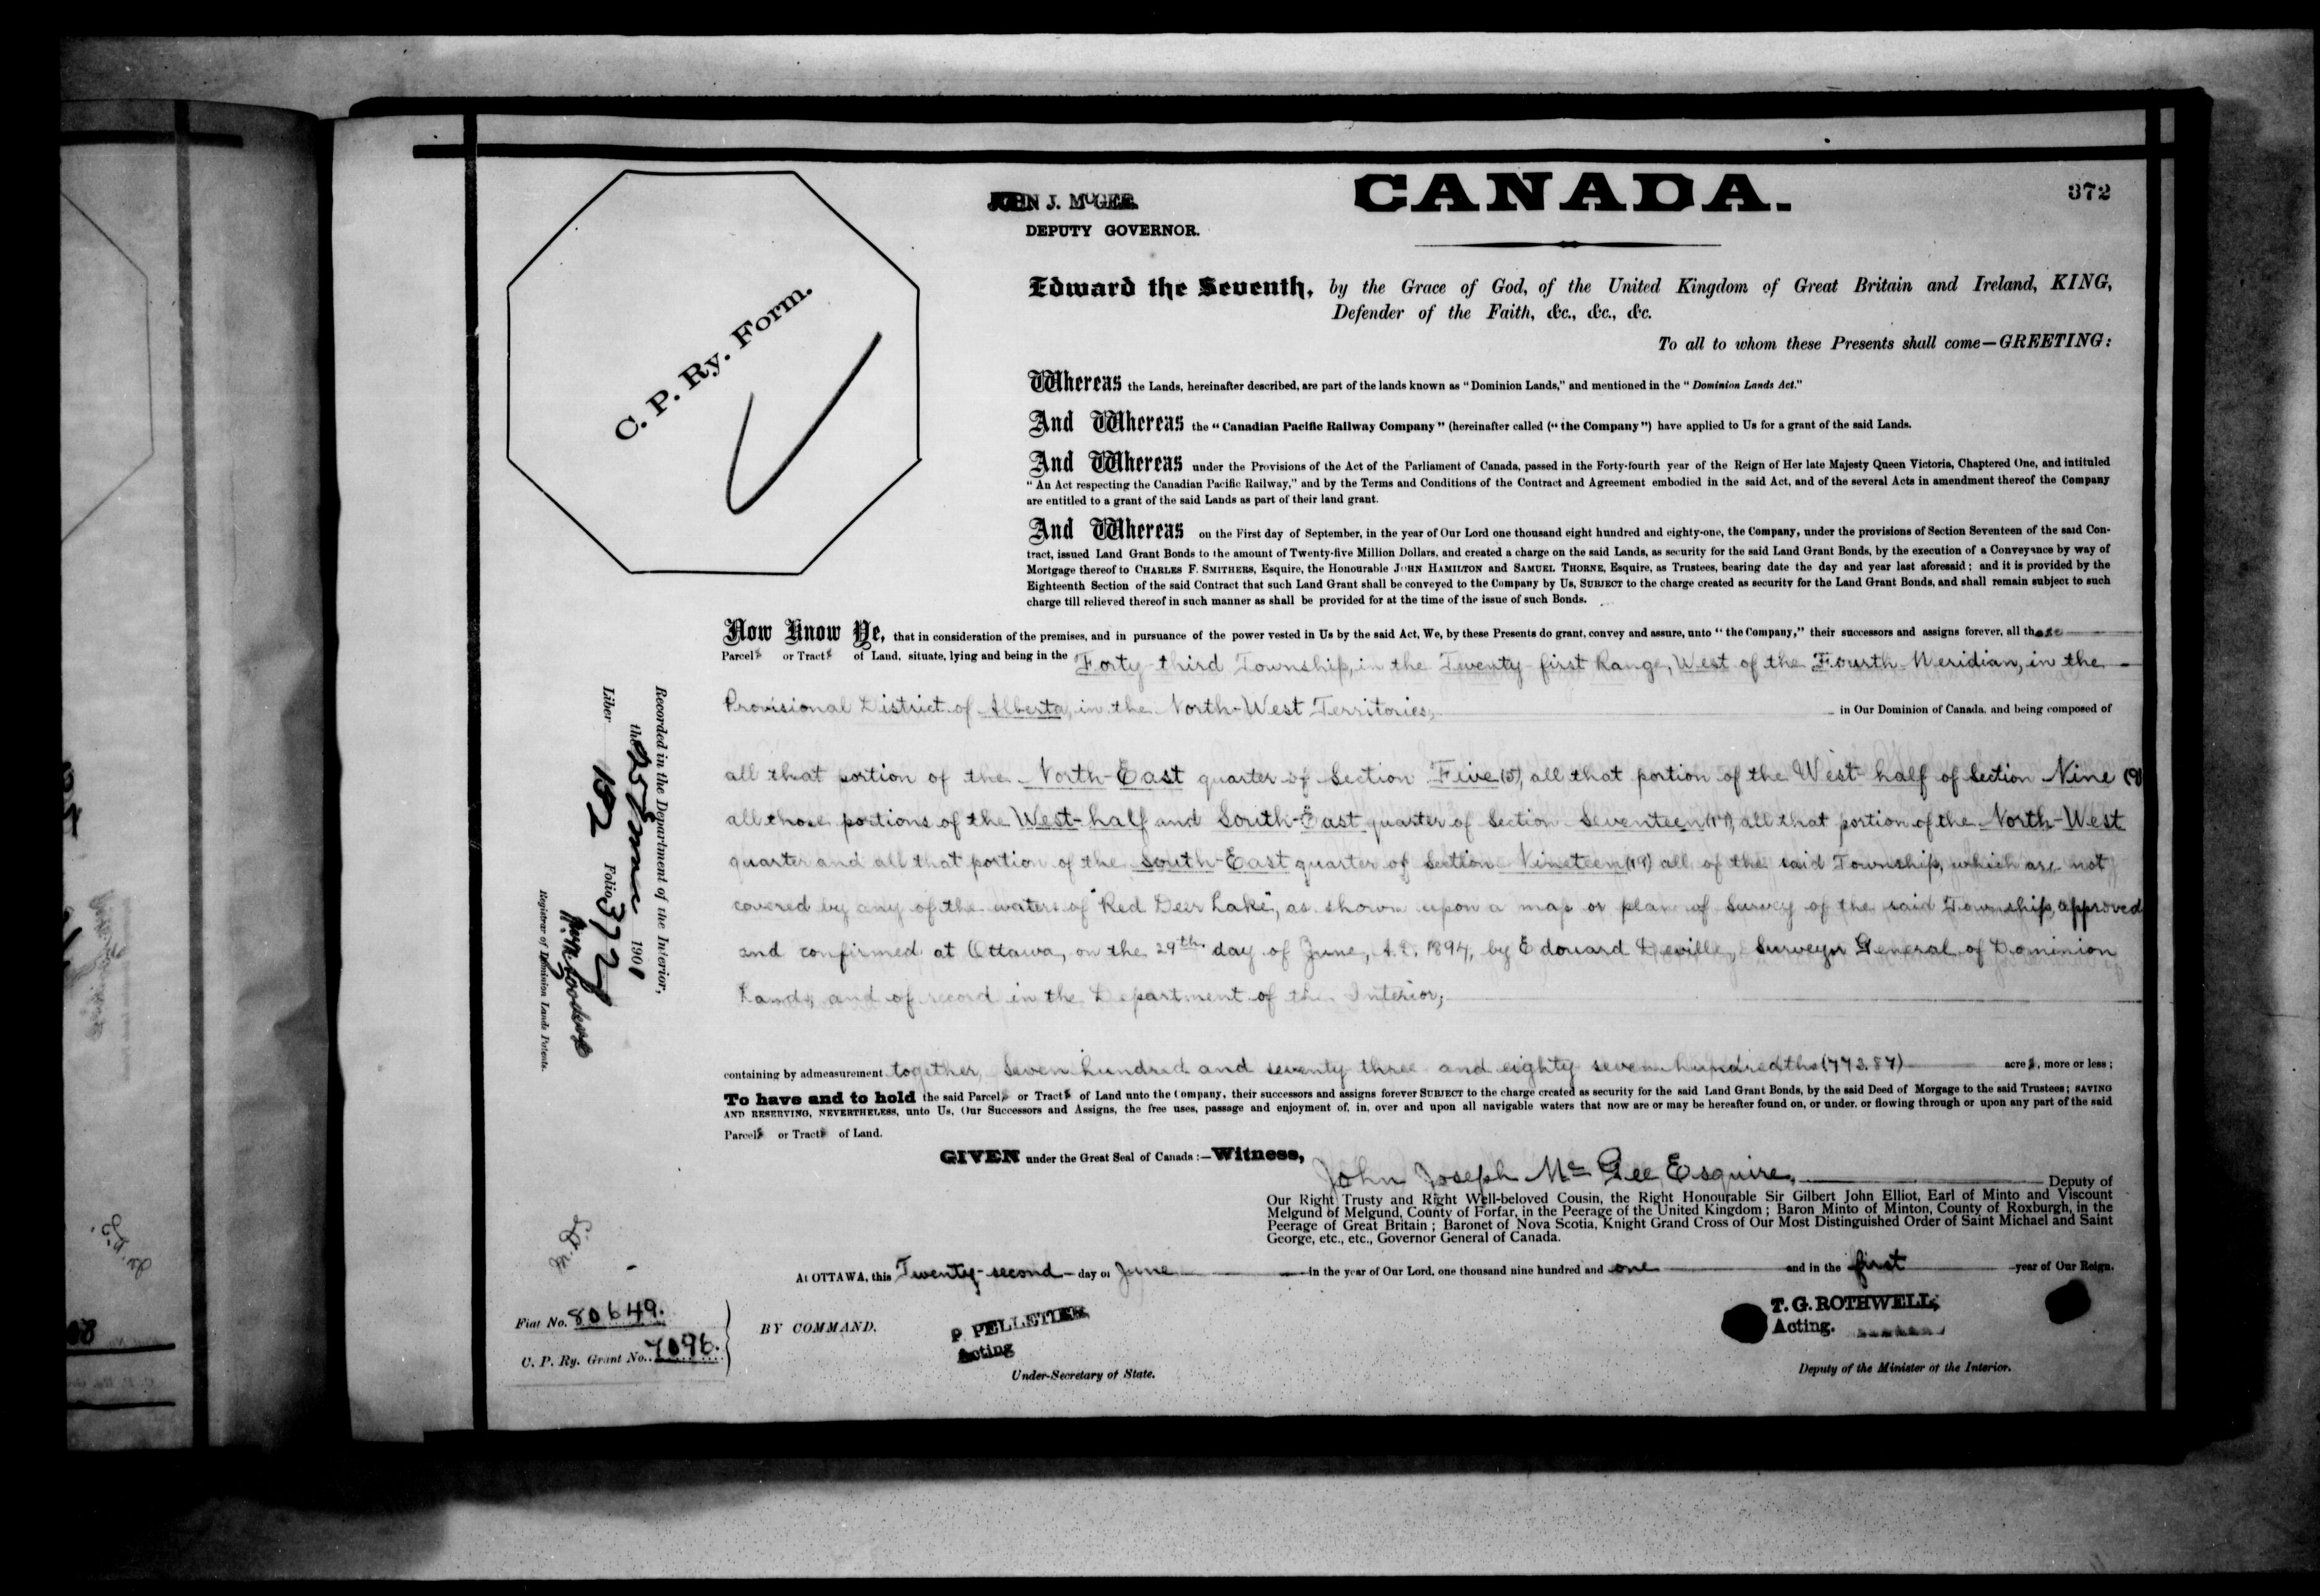 JOHN J. McGEE.
DEPUTY GOVERNOR.
CANADA.
372
C. P. Ry. Form.
Edward the Seventh, by the Grace of God, of the United Kingdom of Great Britain and Ireland, KING,
Defender of the Faith, &c., &c., &c.
To all to whom these Presents shall come—GREETING:
Whereas the Lands, hereinafter described, are part of the lands known as "Dominion Lands," and mentioned in the "Dominion Lands Act."
And Whereas the "Canadian Pacific Railway Company" (hereinafter called ("the Company") have applied to Us for a grant of the said Lands.
And Whereas under the Provisions of the Act of the Parliament of Canada, passed in the Forty-fourth year of the Reign of Her late Majesty Queen Victoria, Chaptered One, and intituled
"An Act respecting the Canadian Pacific Railway," and by the Terms and Conditions of the Contract and Agreement embodied in the said Act, and of the several Acts in amendment thereof the Company
are entitled to a grant of the said Lands as part of their land grant.
And Whereas on the First day of September, in the year of Our Lord one thousand eight hundred and eighty-one, the Company, under the provisions of Section Seventeen of the said Con-
tract, issued Land Grant Bonds to the amount of Twenty-five Million Dollars, and created a charge on the said Lands, as security for the said Land Grant Bonds, by the execution of a Conveyance by way of
Mortgage thereof to CHARLES F. SMITHERS, Esquire, the Honourable JOHN HAMILTON and SAMUEL THORNE, Esquire, as Trustees, bearing date the day and year last aforesaid; and it is provided by the
Eighteenth Section of the said Contract that such Land Grant shall be conveyed to the Company by Us, SUBJECT to the charge created as security for the Land Grant Bonds, and shall remain subject to such
charge till relieved thereof in such manner as shall be provided for at the time of the issue of such Bonds.
Now Know Ye, that in consideration of the premises, and in pursuance of the power vested in Us by the said Act, We, by these Presents do grant, convey and assure, unto "the Company," their successors and assigns forever, all those
Parcels or Tracts of Land, situate, lying and being in the Forty-third Township, in the Twenty-first Range, West of the Fourth Meridian, in the
Provisional District of Alberta, in the North-West Territories, in Our Dominion of Canada, and being composed of
all that portion of the North-East quarter of Section Five (5), all that portion of the West half of Section Nine (9)
all those portions of the West-half and South-East quarter of Section Seventeen (17), all that portion of the North-West
quarter and all that portion of the South-East quarter of Section Nineteen (19) all of the said Township, which are not
covered by any of the waters of "Red Deer Lake", as shown upon a map or plan of Survey of the said Township, approved
and confirmed at Ottawa, on the 29th day of June, A.D. 1894, by Edouard Deville, Surveyor General of Dominion
Lands, and of record in the Department of the Interior,
containing by admeasurement together, Seven hundred and seventy three and eighty seven hundredths (773.87) acres, more or less;
To have and to hold the said Parcels or Tracts of Land unto the Company, their successors and assigns forever SUBJECT to the charge created as security for the said Land Grant Bonds, by the said Deed of Morgage to the said Trustees; SAVING
AND RESERVING, NEVERTHELESS, unto Us, Our Successors and Assigns, the free uses, passage and enjoyment of, in, over and upon all navigable waters that now are or may be hereafter found on, or under, or flowing through or upon any part of the said
Parcels or Tracts of Land.
GIVEN under the Great Seal of Canada:—Witness, John Joseph McGee, Esquire, Deputy of
Our Right Trusty and Right Well-beloved Cousin, the Right Honourable Sir Gilbert John Elliot, Earl of Minto and Viscount
Melgund of Melgund, County of Forfar, in the Peerage of the United Kingdom; Baron Minto of Minton, County of Roxburgh, in the
Peerage of Great Britain; Baronet of Nova Scotia, Knight Grand Cross of Our Most Distinguished Order of Saint Michael and Saint
George, etc., etc., Governor General of Canada.
At OTTAWA, this Twenty-second day of June in the year of Our Lord, one thousand nine hundred and one and in the first year of Our Reign.
BY COMMAND.
P PELLETIER.
Acting
Under-Secretary of State.
T. G. ROTHWELL,
Acting.
Deputy of the Minister of the Interior.
Fiat No. 80649.
C. P. Ry. Grant No. 7096.
Recorded in the Department of the Interior,
the 25 June 1901
Liber 152 Folio 372
Registrar of Dominion Lands Patents.